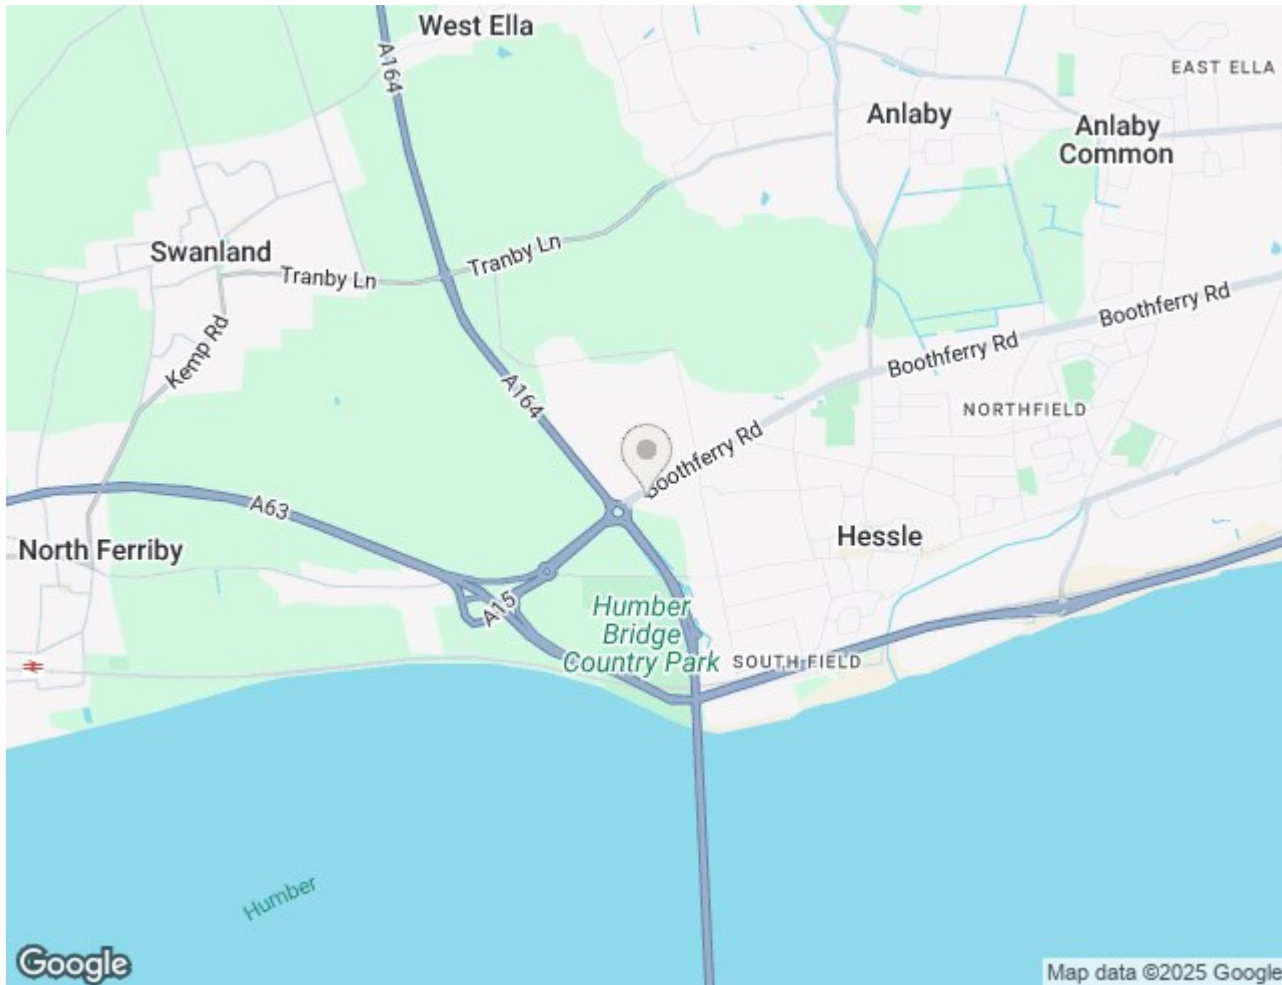 West Ella
A164
EAST ELLA
Anlaby
Anlaby
Common
Swanland
Tranby Ln
Tranby Ln
Kemp Rd
Boothferry Rd
Boothferry Rd
A164
NORTHFIELD
Boothferry Rd
A63
North Ferriby
Hessle
A15
Humber
Bridge
Country Park
SOUTH FIELD
Humber
Google
Map data ©2025 Google